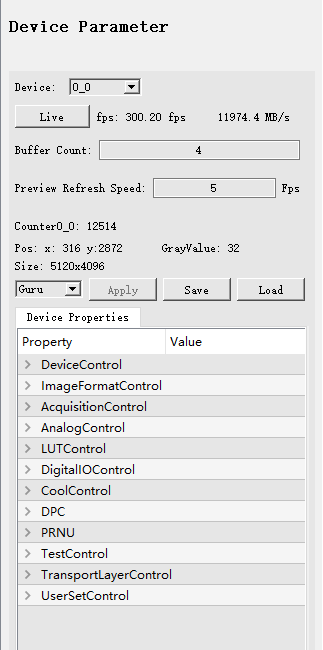 Device Parameter
Device: 0_0
Live fps: 300.20 fps 11974.4 MB/s
Buffer Count: 4
Preview Refresh Speed: 5 Fps
Counter0_0: 12514
Pos: x: 316 y:2872 GrayValue: 32
Size: 5120x4096
Guru Apply Save Load
Device Properties
Property Value
DeviceControl
ImageFormatControl
AcquisitionControl
AnalogControl
LUTControl
DigitalIOControl
CoolControl
DPC
PRNU
TestControl
TransportLayerControl
UserSetControl